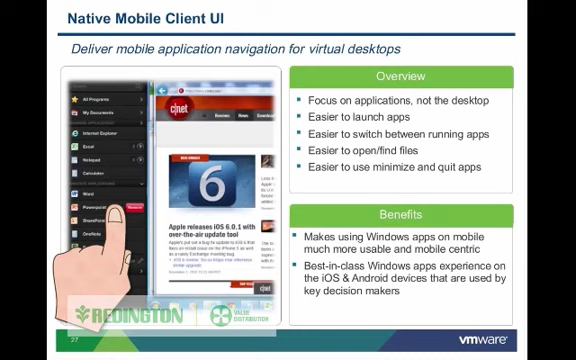 Native Mobile Client UI
Deliver mobile application navigation for virtual desktops
All Programs
My Documents
Internet Explorer
Excel
Notepad
Calculator
Word
Powerpoint
SharePoint
OneNote
c|net
Reviews
News
6
Apple releases iOS 6.0.1 with
over-the-air update tool
c|net
Overview
Focus on applications, not the desktop
Easier to launch apps
Easier to switch between running apps
Easier to open/find files
Easier to use minimize and quit apps
Benefits
Makes using Windows apps on mobile
much more usable and mobile centric
Best-in-class Windows apps experience on
the iOS & Android devices that are used by
key decision makers
REDINGTON
VALUE
DISTRIBUTION
27
vmware